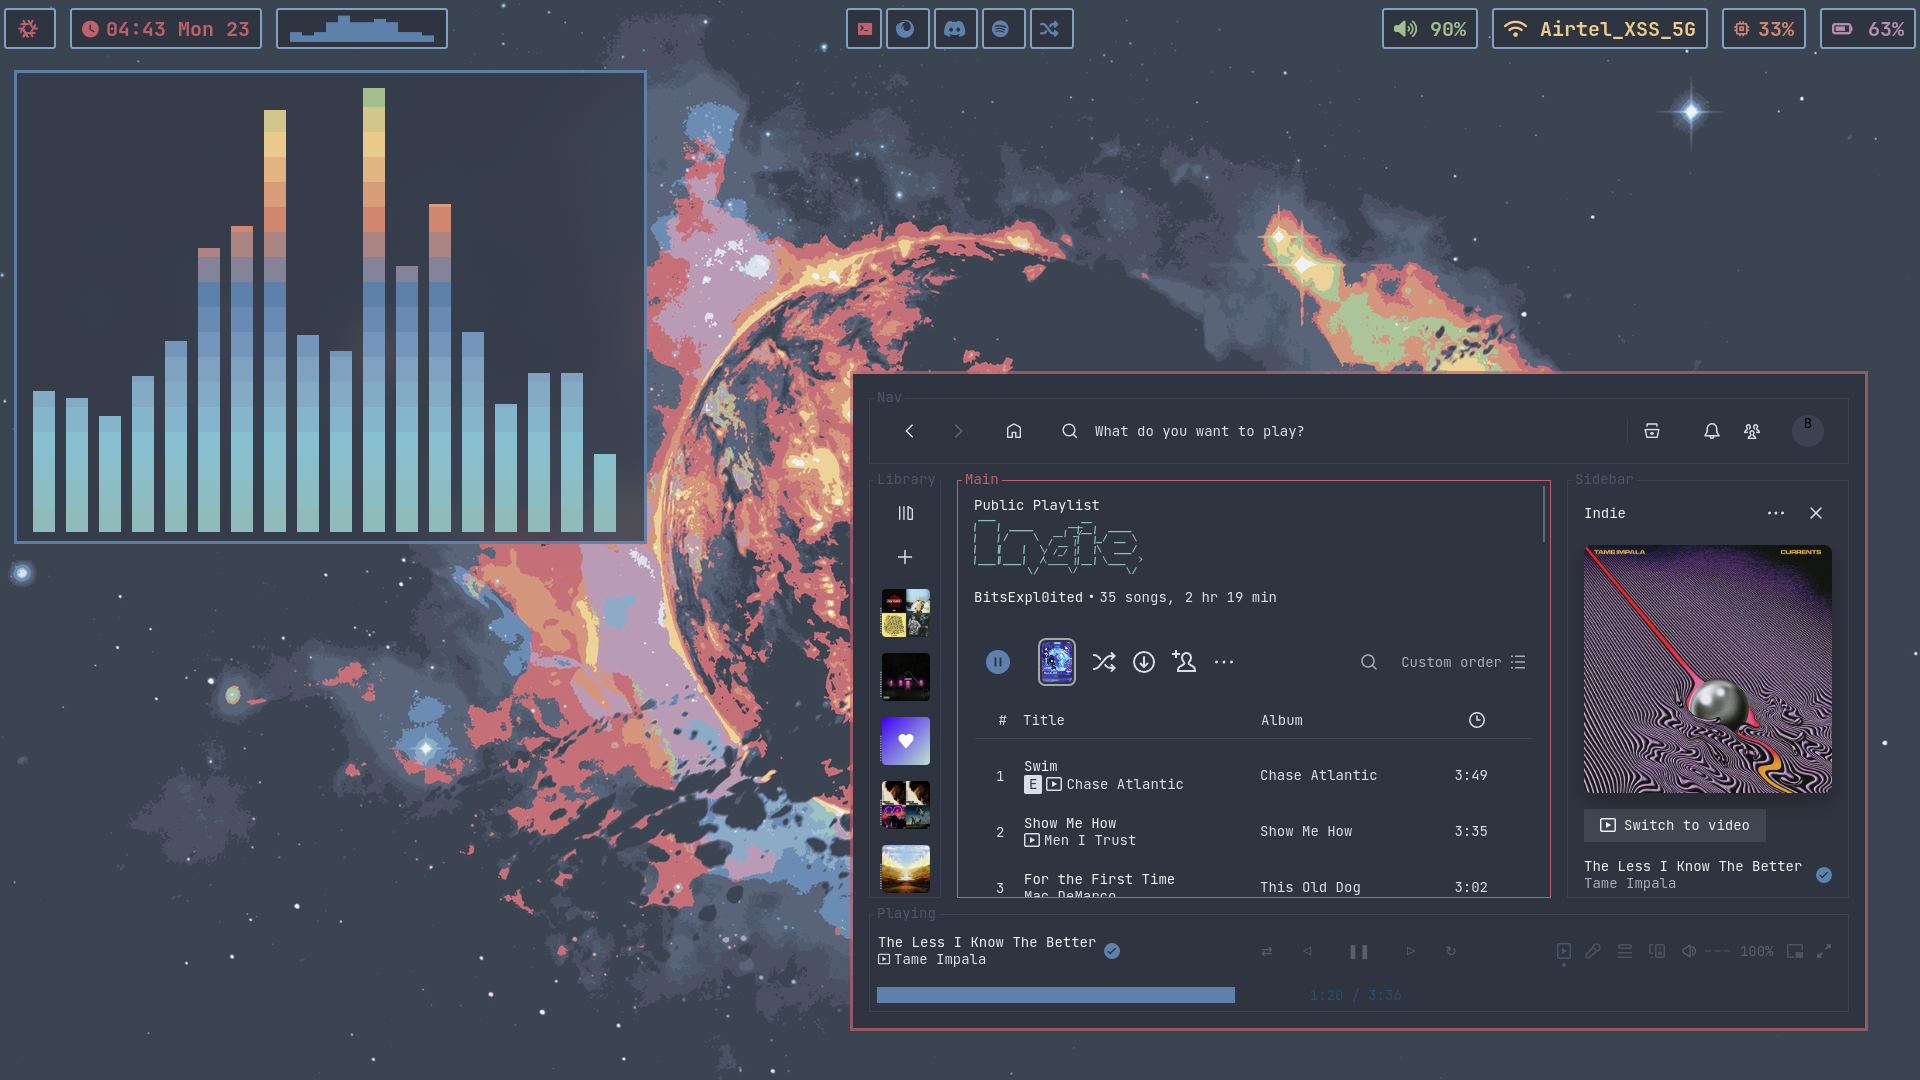 04:43 Mon 23
90%
Airtel_XSS_5G
33%
63%
Nav
What do you want to play?
B
Library
Main
Public Playlist
BitsExpl0ited • 35 songs, 2 hr 19 min
Custom order
# Title Album
1 Swim Chase Atlantic 3:49
E Chase Atlantic
2 Show Me How Show Me How 3:35
Men I Trust
3 For the First Time This Old Dog 3:02
Mac DeMarco
Sidebar
Indie
TAME IMPALA CURRENTS
Switch to video
The Less I Know The Better
Tame Impala
Playing
The Less I Know The Better
Tame Impala
100%
1:20 / 3:36